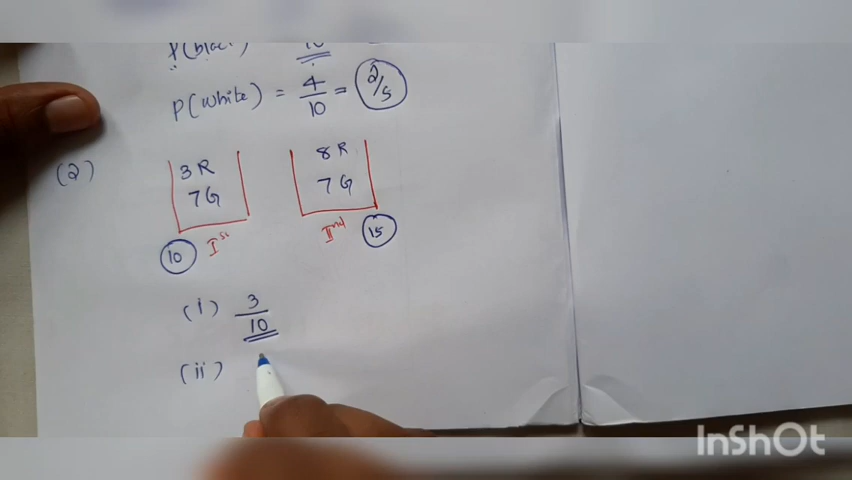 P(white) = 4/10 = 2/5
(2) 3R 8R
7G 7G
10 Ist IInd 15
(i) 3/10
(ii)
InShOt